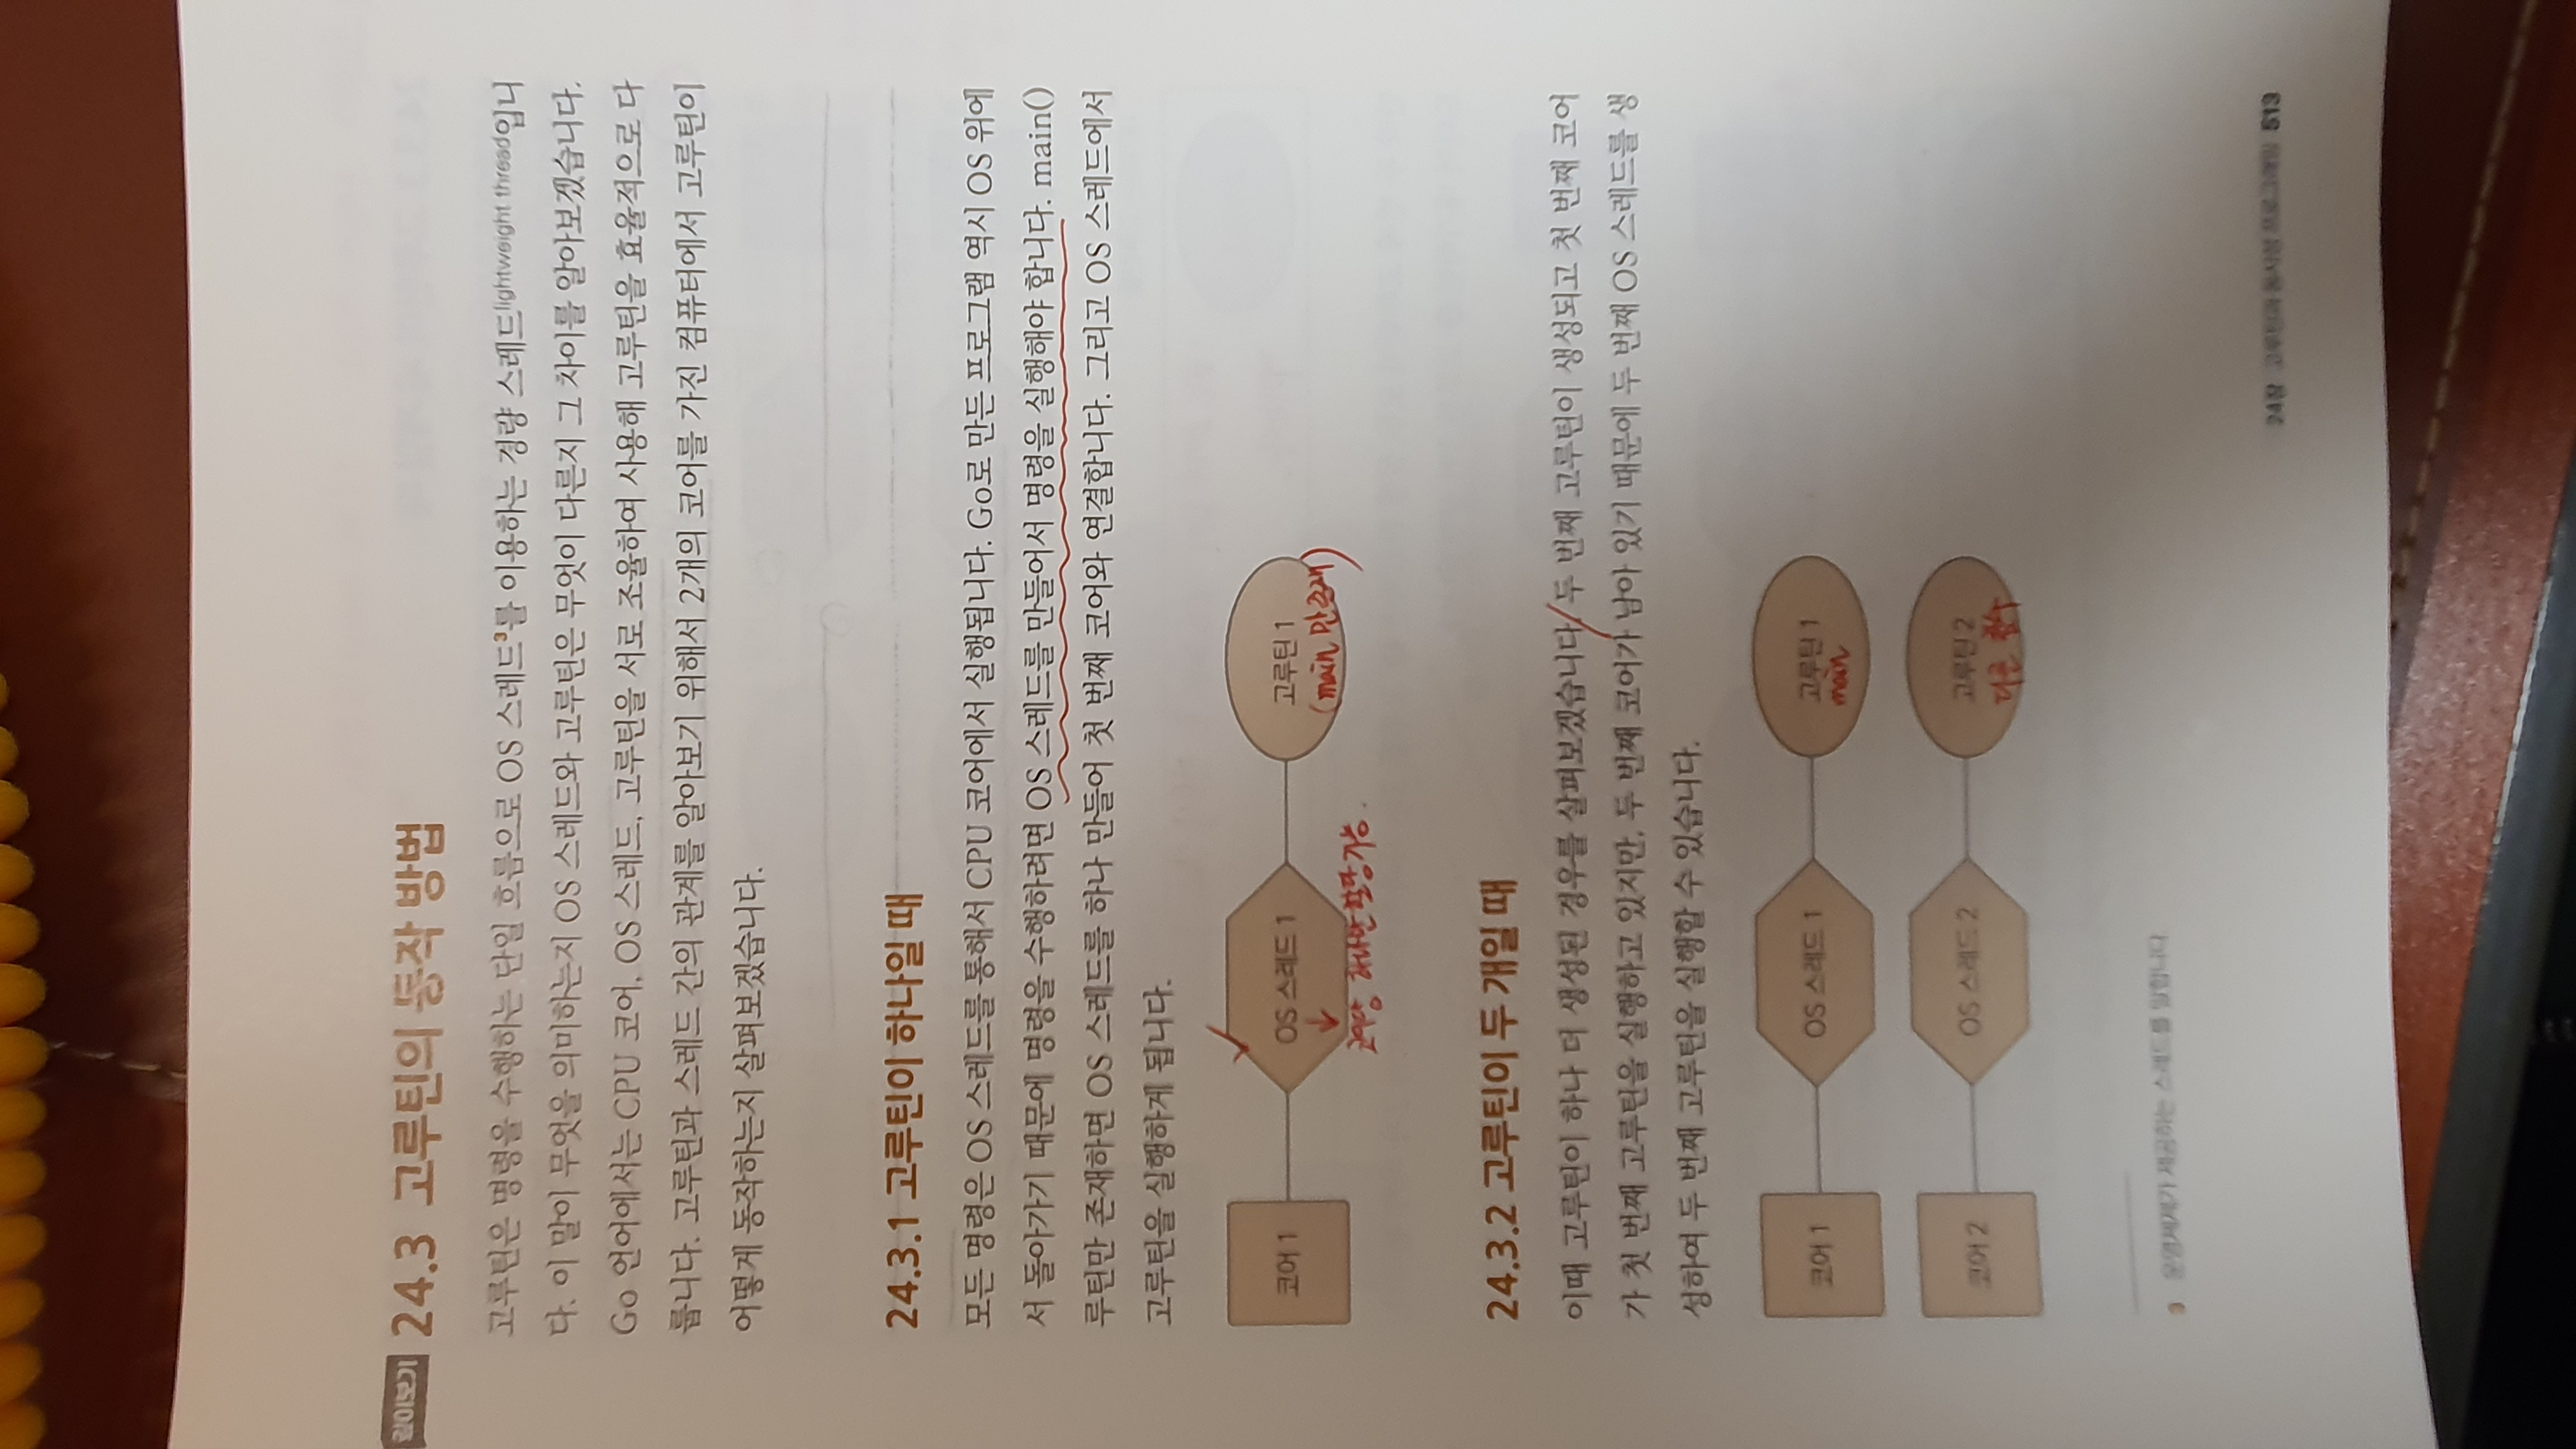 깊이보기 24.3 고루틴의 동작 방법
고루틴은 명령을 수행하는 단일 흐름으로 OS 스레드3를 이용하는 경량 스레드lightweight thread입니
다. 이 말이 무엇을 의미하는지 OS 스레드와 고루틴은 무엇이 다른지 그 차이를 알아보겠습니다.
Go 언어에서는 CPU 코어, OS 스레드, 고루틴을 서로 조율하여 사용해 고루틴을 효율적으로 다
룹니다. 고루틴과 스레드 간의 관계를 알아보기 위해서 2개의 코어를 가진 컴퓨터에서 고루틴이
어떻게 동작하는지 살펴보겠습니다.
24.3.1 고루틴이 하나일 때
모든 명령은 OS 스레드를 통해서 CPU 코어에서 실행됩니다. Go로 만든 프로그램 역시 OS 위에
서 돌아가기 때문에 명령을 수행하려면 OS 스레드를 만들어서 명령을 실행해야 합니다. main()
루틴만 존재하면 OS 스레드를 하나 만들어 첫 번째 코어와 연결합니다. 그리고 OS 스레드에서
고루틴을 실행하게 됩니다.
코어 1 OS 스레드 1 고루틴 1
(main 만 존재)
코어당 하나만 할당 가능.
24.3.2 고루틴이 두 개일 때
이때 고루틴이 하나 더 생성된 경우를 살펴보겠습니다. 두 번째 고루틴이 생성되고 첫 번째 코어
가 첫 번째 고루틴을 실행하고 있지만, 두 번째 코어가 남아 있기 때문에 두 번째 OS 스레드를 생
성하여 두 번째 고루틴을 실행할 수 있습니다.
코어 1 OS 스레드 1 고루틴 1
main
코어 2 OS 스레드 2 고루틴 2
다른 함수
3 운영체제가 제공하는 스레드를 말합니다.
24장 고루틴과 동시성 프로그래밍 513